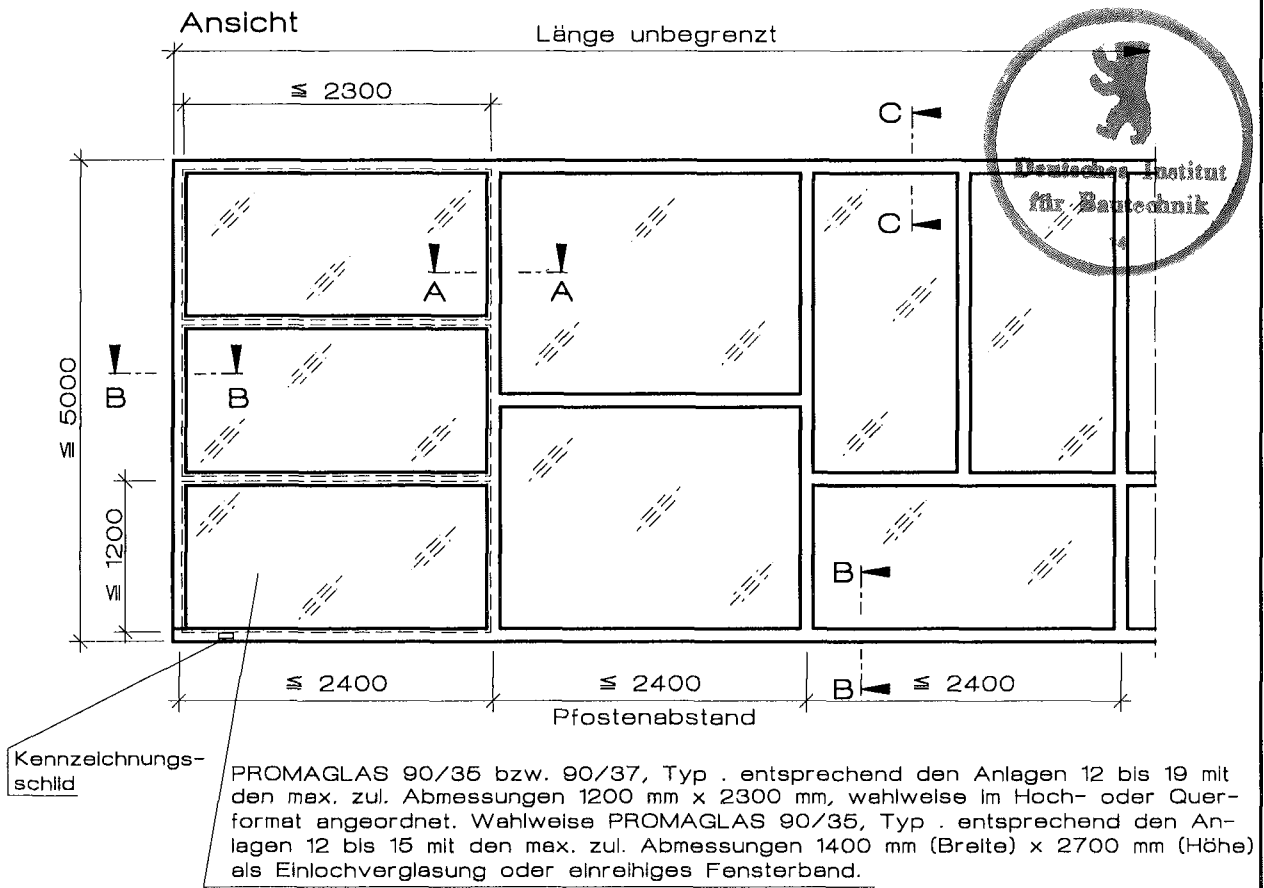 Ansicht
Länge unbegrenzt
≦ 2300
C
C
Deutsches Institut
für Bautechnik
14
A
A
B
B
≦ 5000
≦ 1200
B
B
≦ 2400
≦ 2400
≦ 2400
Pfostenabstand
Kennzeichnungs-
schild
PROMAGLAS 90/35 bzw. 90/37, Typ . entsprechend den Anlagen 12 bis 19 mit
den max. zul. Abmessungen 1200 mm x 2300 mm, wahlweise im Hoch- oder Quer-
format angeordnet. Wahlweise PROMAGLAS 90/35, Typ . entsprechend den An-
lagen 12 bis 15 mit den max. zul. Abmessungen 1400 mm (Breite) x 2700 mm (Höhe)
als Einlochverglasung oder einreihiges Fensterband.